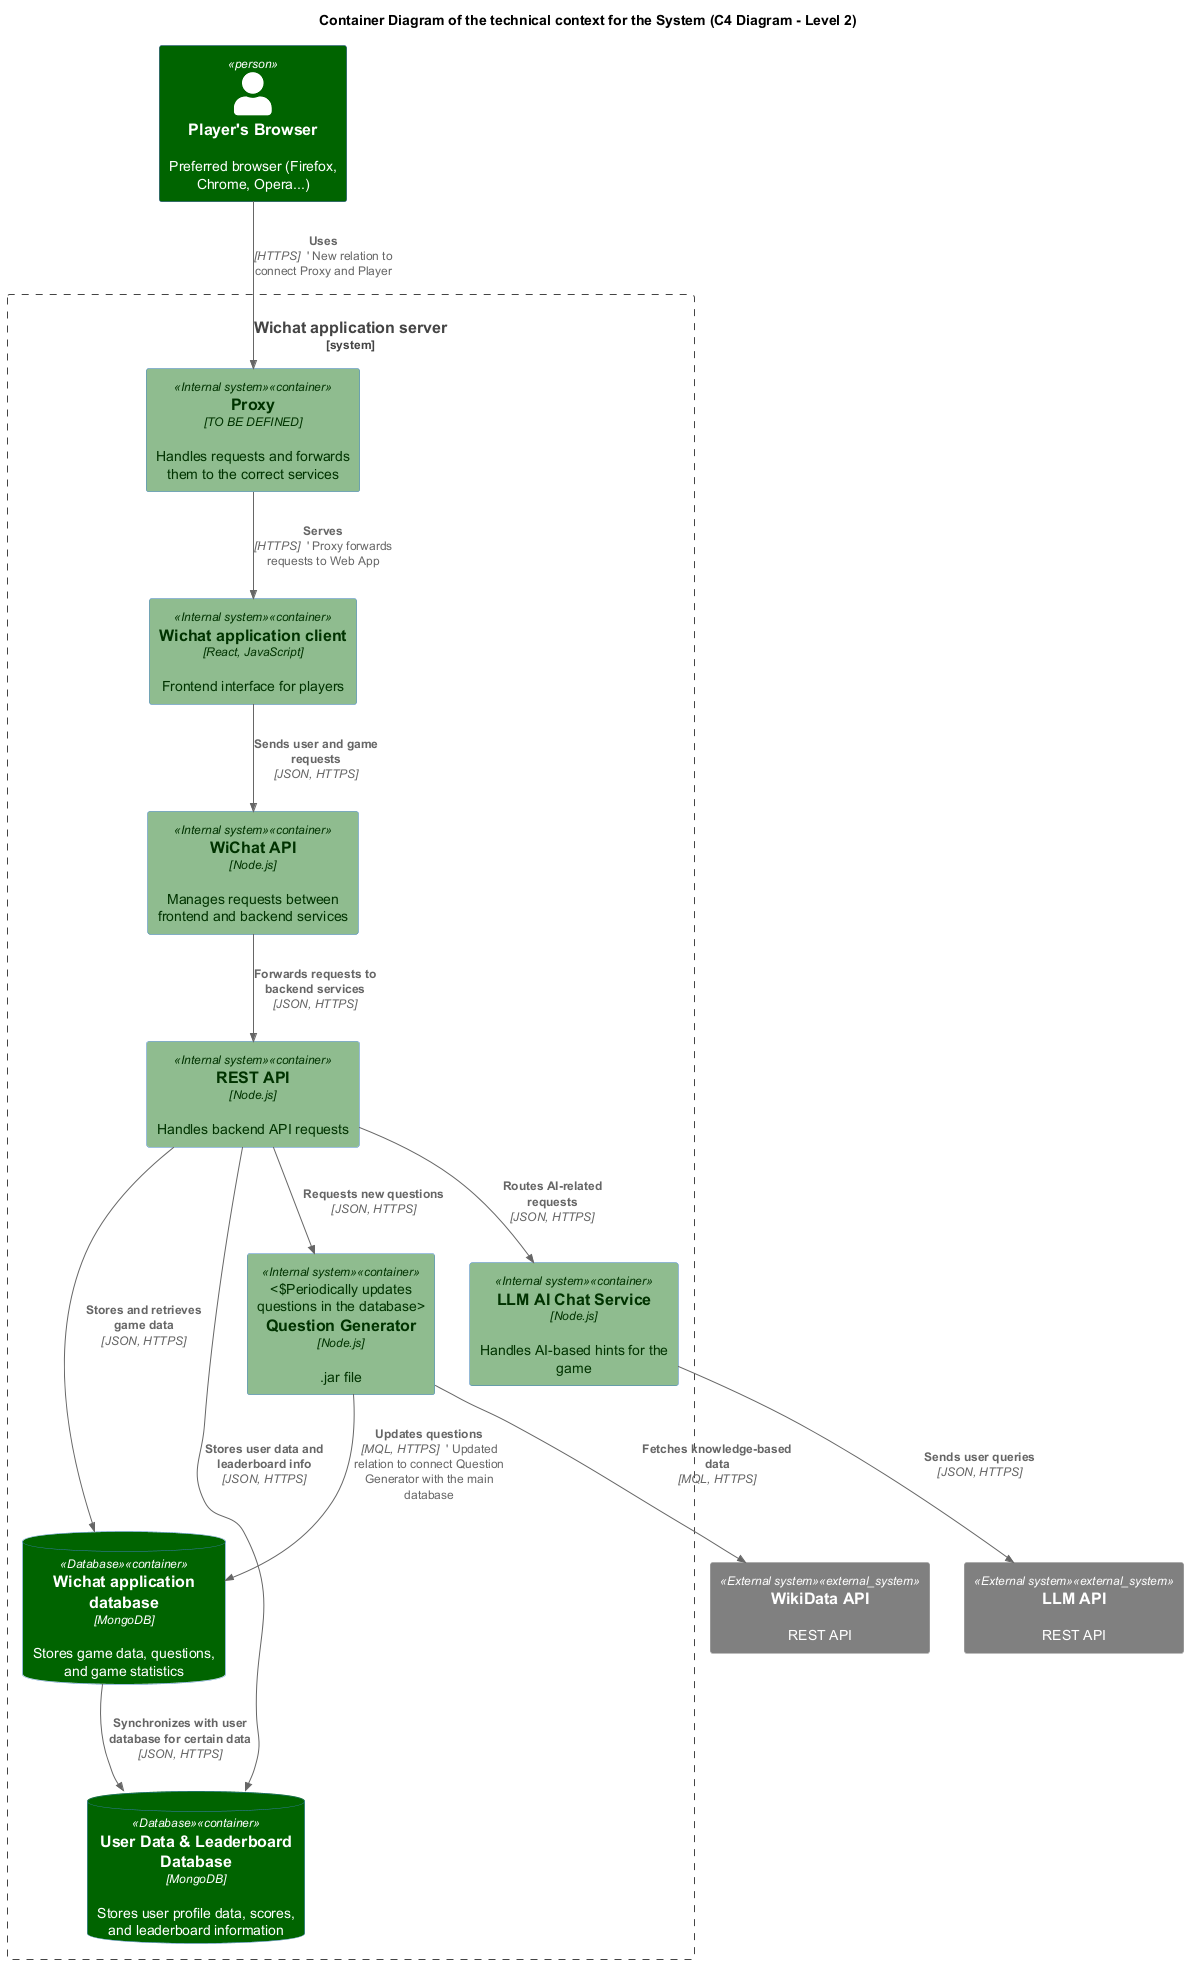 Container Diagram of the technical context for the System (C4 Diagram - Level 2)
«person»
Player's Browser
Preferred browser (Firefox,
Chrome, Opera...)
Uses
[HTTPS] ' New relation to
connect Proxy and Player
Wichat application server
[system]
«Internal system»«container»
Proxy
[TO BE DEFINED]
Handles requests and forwards
them to the correct services
Serves
[HTTPS] ' Proxy forwards
requests to Web App
«Internal system»«container»
Wichat application client
[React, JavaScript]
Frontend interface for players
Sends user and game
requests
[JSON, HTTPS]
«Internal system»«container»
WiChat API
[Node.js]
Manages requests between
frontend and backend services
Forwards requests to
backend services
[JSON, HTTPS]
«Internal system»«container»
REST API
[Node.js]
Handles backend API requests
Requests new questions
[JSON, HTTPS]
Routes AI-related
requests
[JSON, HTTPS]
Stores and retrieves
game data
[JSON, HTTPS]
«Internal system»«container»
<$Periodically updates
questions in the database>
Question Generator
[Node.js]
.jar file
«Internal system»«container»
LLM AI Chat Service
[Node.js]
Handles AI-based hints for the
game
Stores user data and
leaderboard info
[JSON, HTTPS]
Updates questions
[MQL, HTTPS] ' Updated
relation to connect Question
Generator with the main
database
Fetches knowledge-based
data
[MQL, HTTPS]
Sends user queries
[JSON, HTTPS]
«Database»«container»
Wichat application
database
[MongoDB]
Stores game data, questions,
and game statistics
«External system»«external_system»
WikiData API
REST API
«External system»«external_system»
LLM API
REST API
Synchronizes with user
database for certain data
[JSON, HTTPS]
«Database»«container»
User Data & Leaderboard
Database
[MongoDB]
Stores user profile data, scores,
and leaderboard information